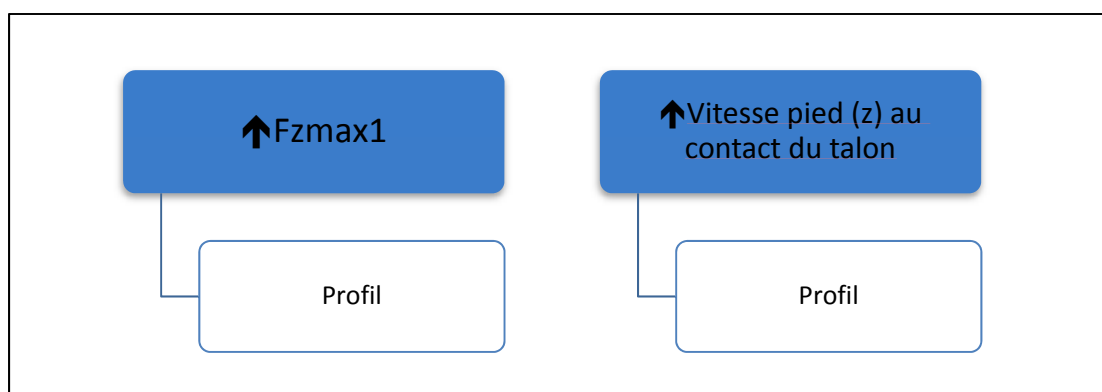 🡩Fzmax1
🡩Vitesse pied (z) au
contact du talon
Profil
Profil